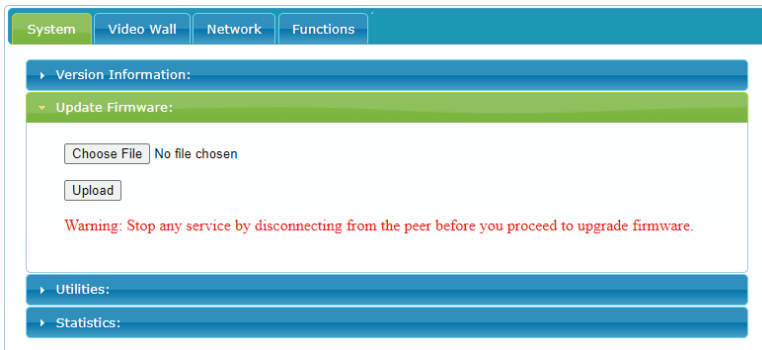 System Video Wall Network Functions
Version Information:
Update Firmware:
Choose File No file chosen
Upload
Warning: Stop any service by disconnecting from the peer before you proceed to upgrade firmware.
Utilities:
Statistics: